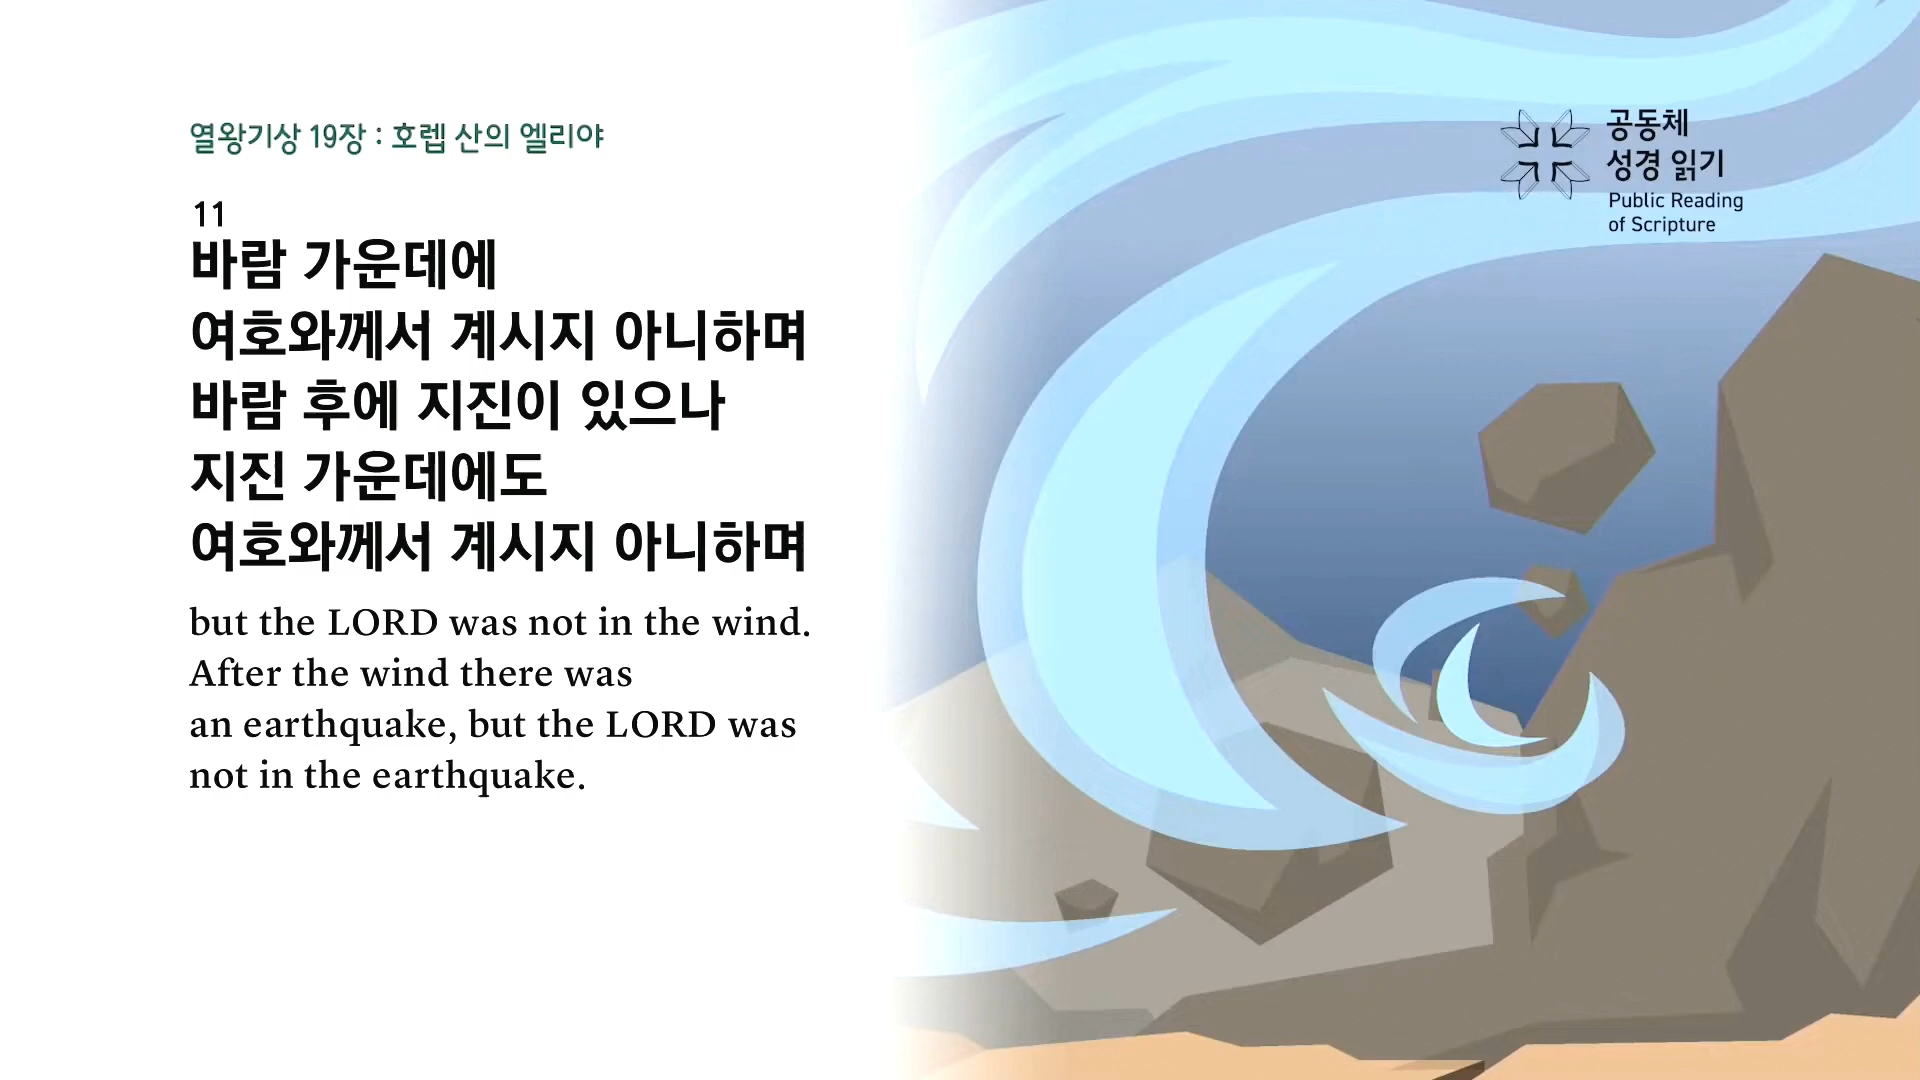 열왕기상 19장 : 호렙 산의 엘리야
11
바람 가운데에
여호와께서 계시지 아니하며
바람 후에 지진이 있으나
지진 가운데에도
여호와께서 계시지 아니하며
but the LORD was not in the wind.
After the wind there was
an earthquake, but the LORD was
not in the earthquake.
공동체
성경 읽기
Public Reading
of Scripture